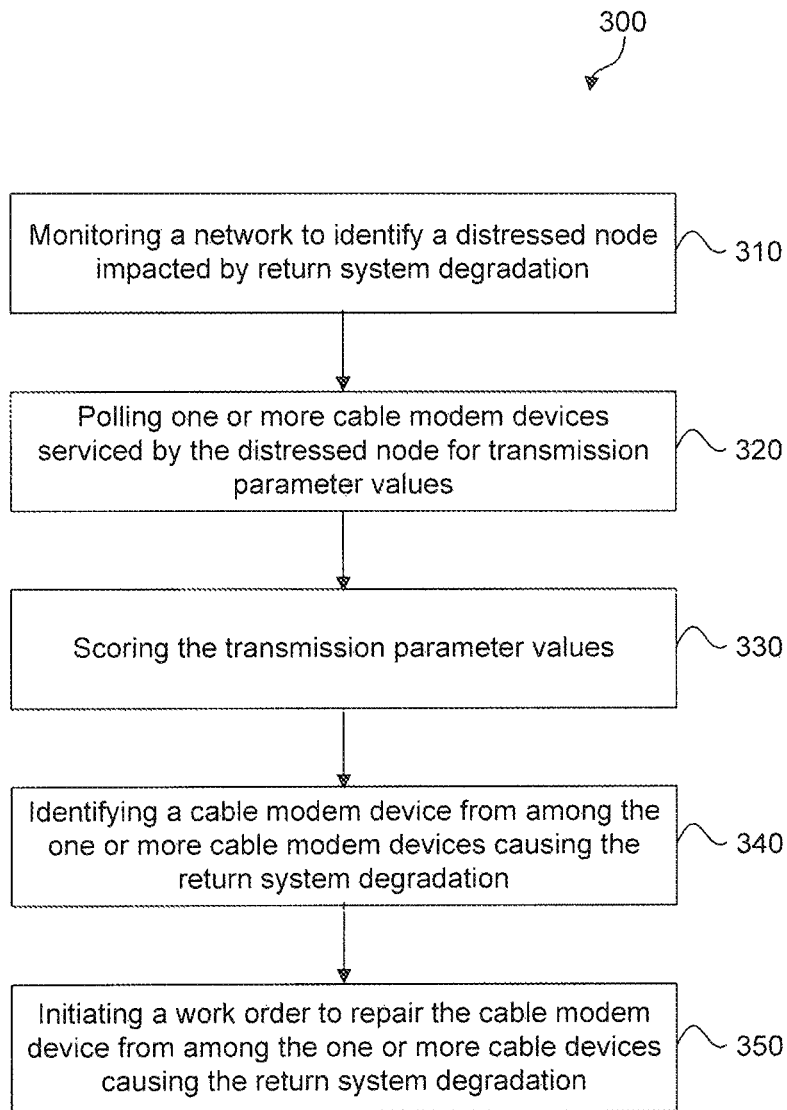 300
Monitoring a network to identify a distressed node
impacted by return system degradation
310
Polling one or more cable modem devices
serviced by the distressed node for transmission
parameter values
320
Scoring the transmission parameter values
330
Identifying a cable modem device from among the
one or more cable modem devices causing the
return system degradation
340
Initiating a work order to repair the cable modem
device from among the one or more cable devices
causing the return system degradation
350